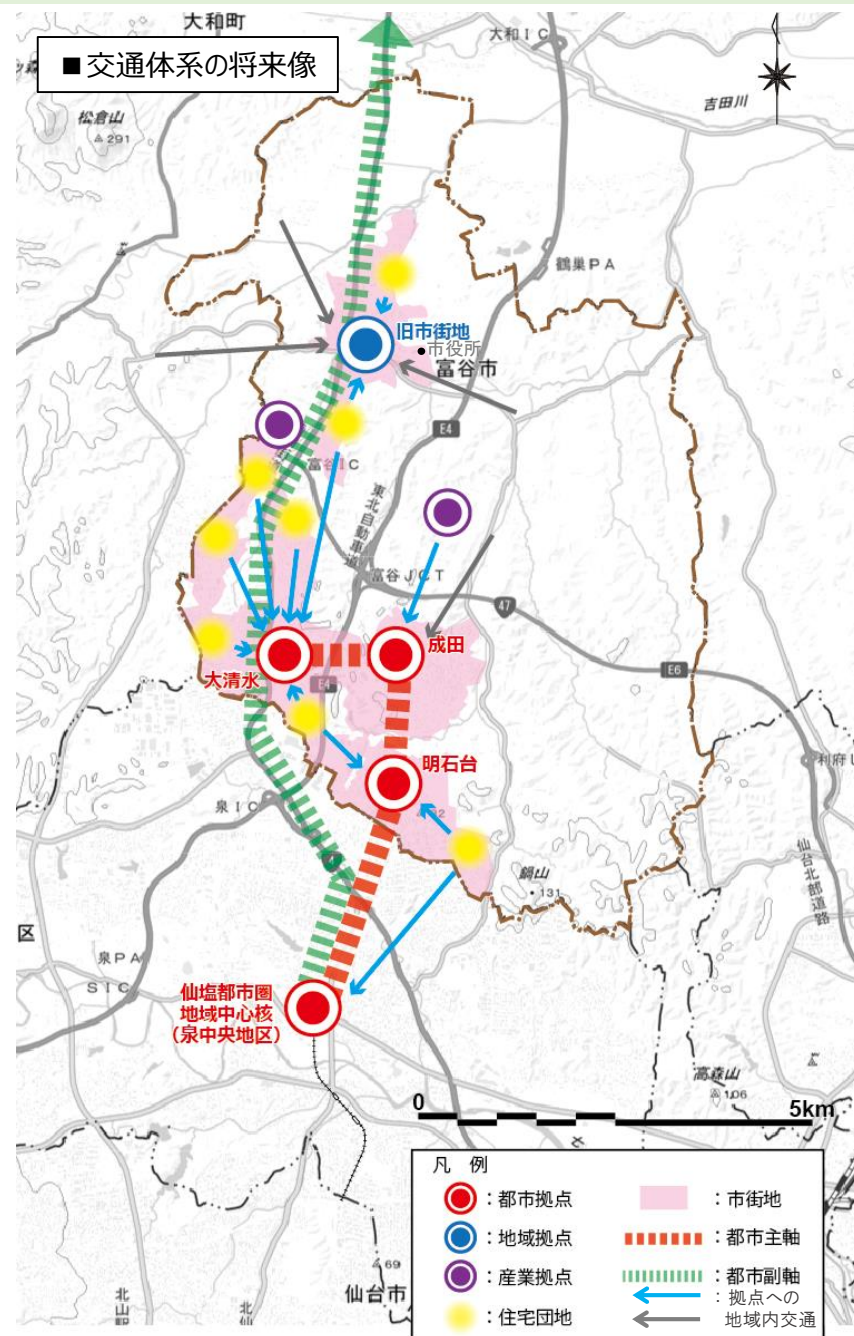 大和町
大和IC
■交通体系の将来像
吉田川
松倉山
291
鶴巣PA
旧市街地
市役所
富谷市
E4
富谷IC
東北自動車道
富谷JCT
47
成田
大清水
E4
E6
明石台
利府
泉IC
鍋山
131
仙台北部道路
区
泉PA
SIC
仙塩都市圏
地域中心核
(泉中央地区)
高森山
106
0
5km
凡 例
:都市拠点
:市街地
:地域拠点
:都市主軸
:産業拠点
:都市副軸
:住宅団地
:拠点への
地域内交通
69
仙台市
北山駅
北仙